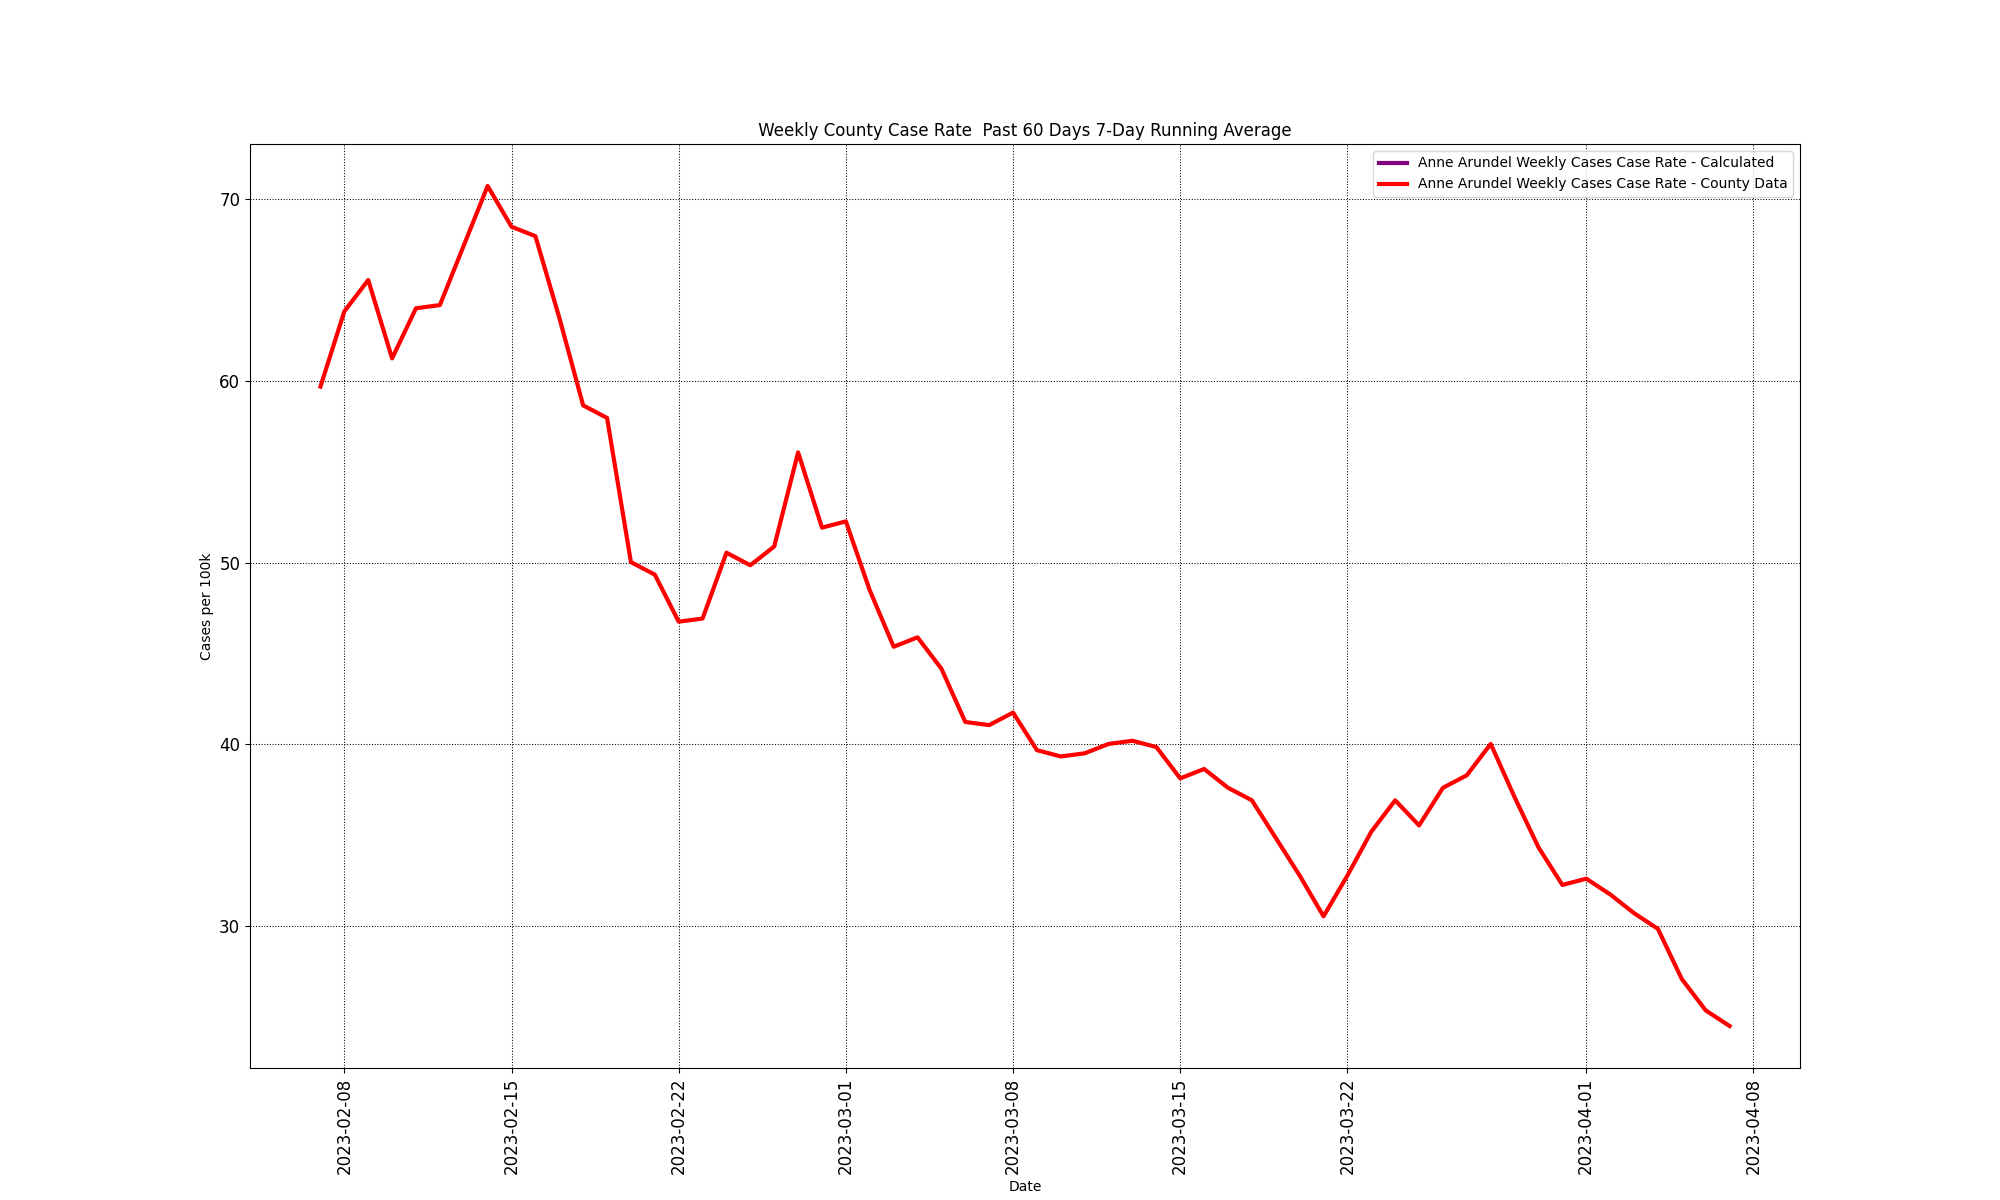 Weekly County Case Rate  Past 60 Days 7-Day Running Average
Anne Arundel Weekly Cases Case Rate - Calculated
Anne Arundel Weekly Cases Case Rate - County Data
70
60
50
40
30
Cases per 100k
2023-02-08
2023-02-15
2023-02-22
2023-03-01
2023-03-08
2023-03-15
2023-03-22
2023-04-01
2023-04-08
Date